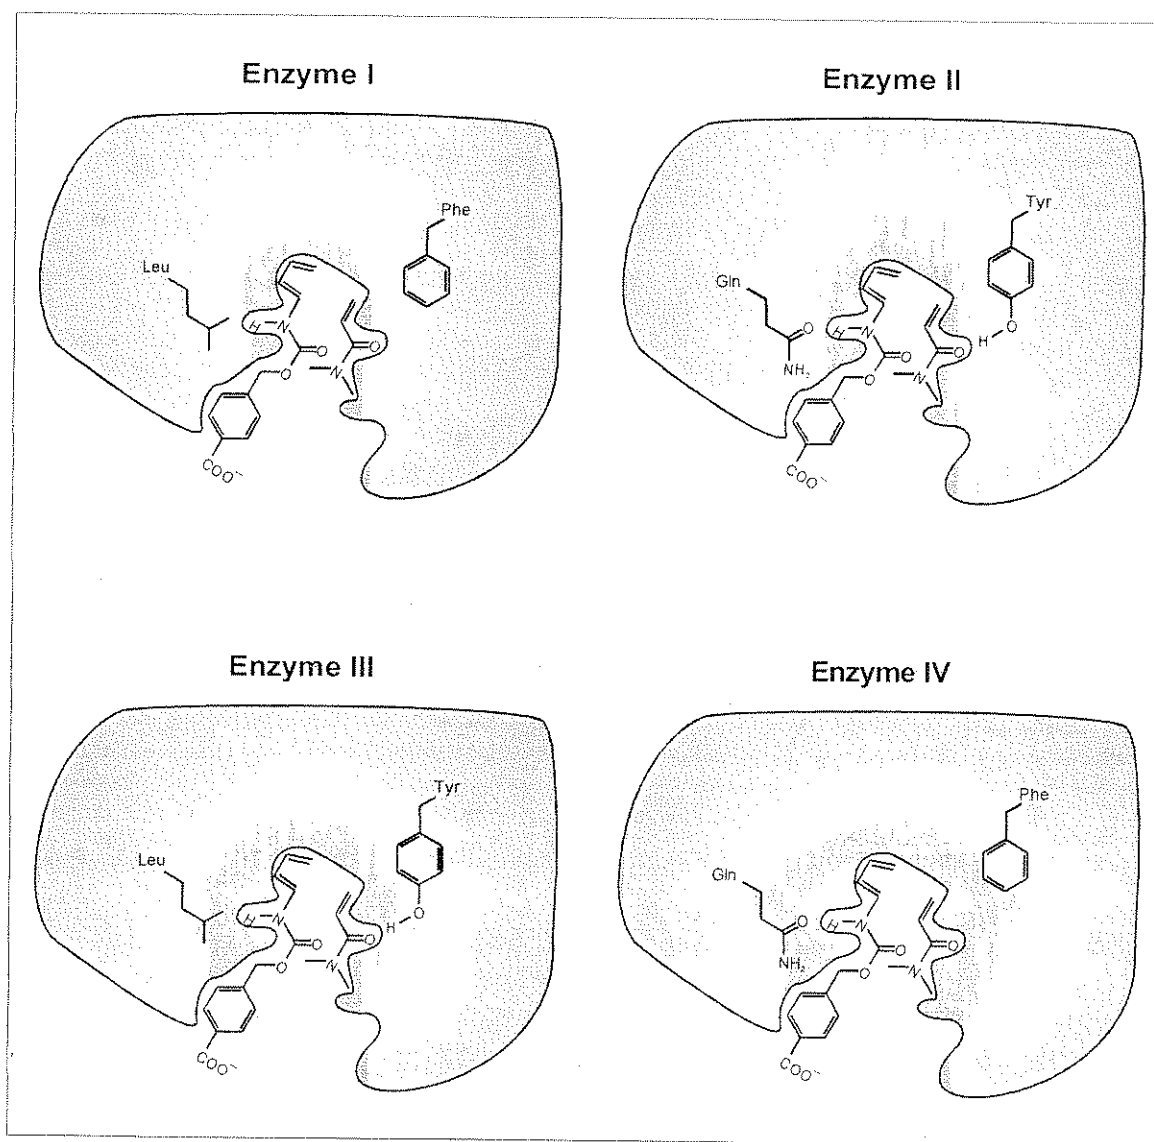 Enzyme I
Phe
Leu
H N
O O
O N
COO⁻
Enzyme II
Tyr
Gln
O
H
H N
O
O O
NH₂
O N
COO⁻
Enzyme III
Tyr
Leu
O
H
H N
O O
O N
COO⁻
Enzyme IV
Phe
Gln
O
H N
O O
NH₂
O N
COO⁻